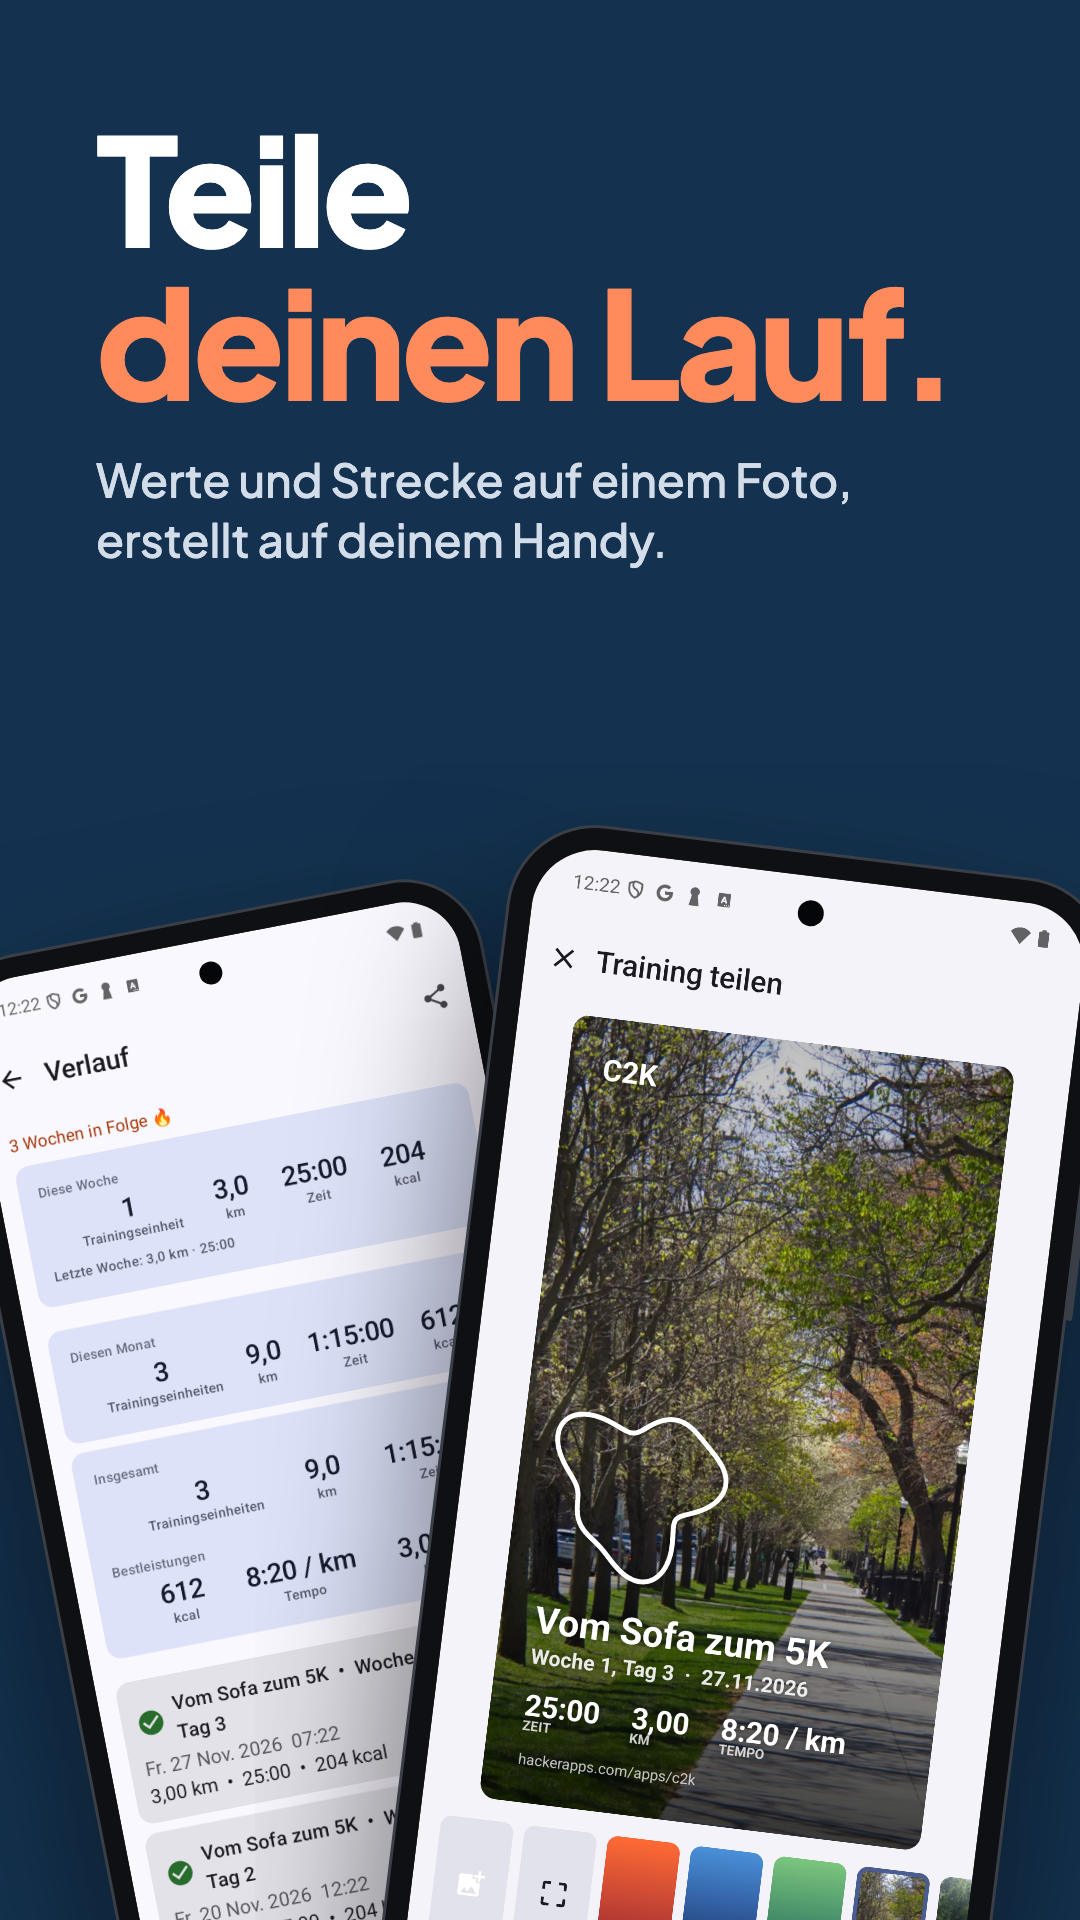 Teile
deinen Lauf.
Werte und Strecke auf einem Foto,
erstellt auf deinem Handy.
12:22
Verlauf
3 Wochen in Folge 🔥
Diese Woche
1 3,0 25:00 204
Trainingseinheit km Zeit kcal
Letzte Woche: 3,0 km · 25:00
Diesen Monat
3 9,0 1:15:00 612
Trainingseinheiten km Zeit
Insgesamt
3 9,0 1:15:
Trainingseinheiten km
Bestleistungen
612 8:20 / km 3,0
kcal Tempo
Vom Sofa zum 5K • Woche
Tag 3
Fr. 27 Nov. 2026 07:22
3,00 km • 25:00 • 204 kcal
Vom Sofa zum 5K •
Tag 2
Fr. 20 Nov. 2026 12:22
204
12:22
Training teilen
C2K
Vom Sofa zum 5K
Woche 1, Tag 3 · 27.11.2026
25:00 3,00 8:20 / km
ZEIT KM TEMPO
hackerapps.com/apps/c2k